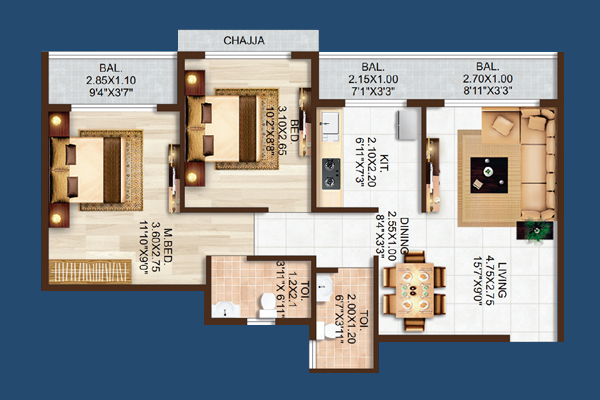 CHAJJA
BAL.
2.85X1.10
9'4"X3'7"
BAL.
2.15X1.00
7'1"X3'3"
BAL.
2.70X1.00
8'11"X3'3"
BED
3.10X2.65
10'2"X8'8"
KIT.
2.10X2.20
6'11"X7'3"
M.BED.
3.60X2.75
11'10"X9'0"
DINING
2.55X1.00
8'4"X3'3"
LIVING
4.75X2.75
15'7"X9'0"
TOI.
1.2X2.1
3'11"X 6'11"
TOI.
2.00X1.20
6'7"X3'11"